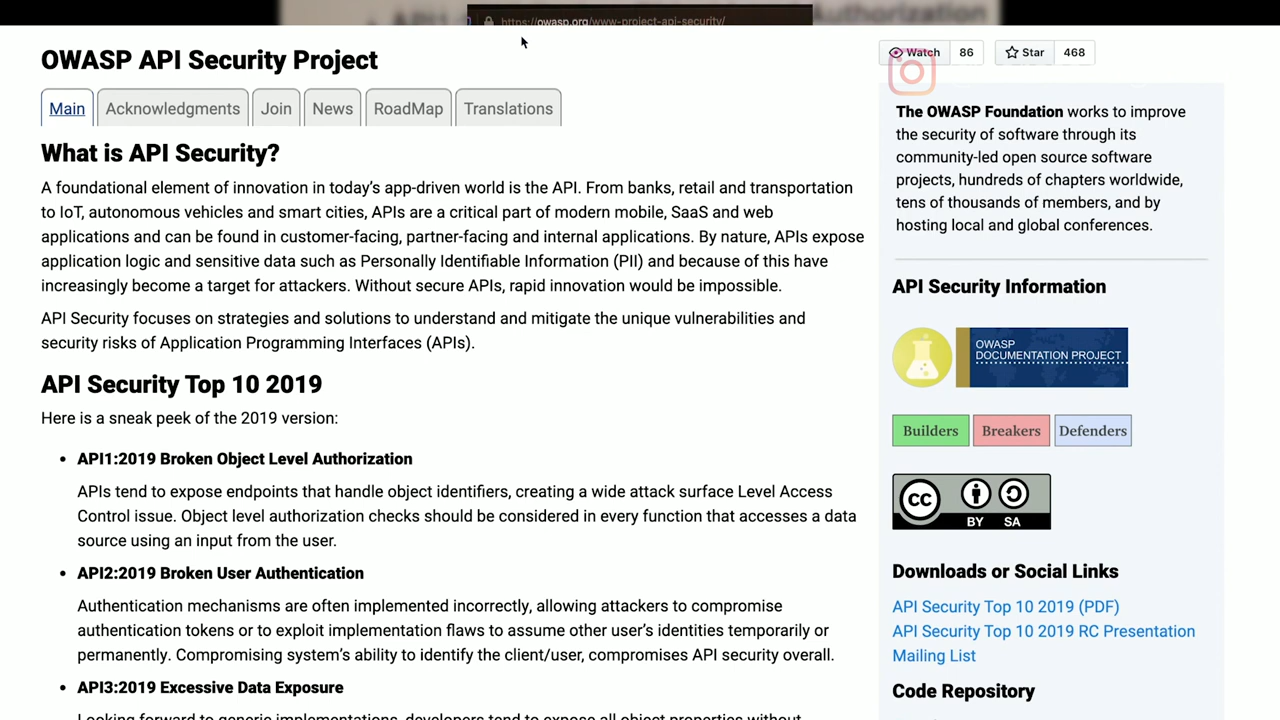 Authorization
https://owasp.org/www-project-api-security/
OWASP API Security Project
Watch 86 Star 468
Main Acknowledgments Join News RoadMap Translations
What is API Security?
A foundational element of innovation in today's app-driven world is the API. From banks, retail and transportation
to IoT, autonomous vehicles and smart cities, APIs are a critical part of modern mobile, SaaS and web
applications and can be found in customer-facing, partner-facing and internal applications. By nature, APIs expose
application logic and sensitive data such as Personally Identifiable Information (PII) and because of this have
increasingly become a target for attackers. Without secure APIs, rapid innovation would be impossible.
API Security focuses on strategies and solutions to understand and mitigate the unique vulnerabilities and
security risks of Application Programming Interfaces (APIs).
API Security Top 10 2019
Here is a sneak peek of the 2019 version:
• API1:2019 Broken Object Level Authorization
APIs tend to expose endpoints that handle object identifiers, creating a wide attack surface Level Access
Control issue. Object level authorization checks should be considered in every function that accesses a data
source using an input from the user.
• API2:2019 Broken User Authentication
Authentication mechanisms are often implemented incorrectly, allowing attackers to compromise
authentication tokens or to exploit implementation flaws to assume other user's identities temporarily or
permanently. Compromising system's ability to identify the client/user, compromises API security overall.
• API3:2019 Excessive Data Exposure
Looking forward to generic implementations, developers tend to expose all object properties without
The OWASP Foundation works to improve
the security of software through its
community-led open source software
projects, hundreds of chapters worldwide,
tens of thousands of members, and by
hosting local and global conferences.
API Security Information
OWASP
DOCUMENTATION PROJECT
Builders Breakers Defenders
CC
BY SA
Downloads or Social Links
API Security Top 10 2019 (PDF)
API Security Top 10 2019 RC Presentation
Mailing List
Code Repository